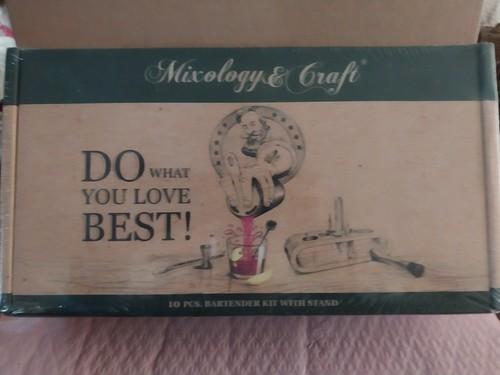 Mixology & Craft®
DO WHAT
YOU LOVE
BEST!
10 PCS. BARTENDER KIT WITH STAND